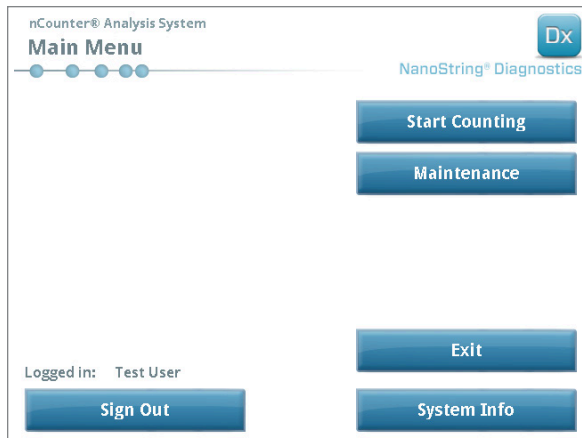 nCounter® Analysis System
Main Menu
Dx
NanoString® Diagnostics
Start Counting
Maintenance
Exit
Logged in: Test User
Sign Out
System Info